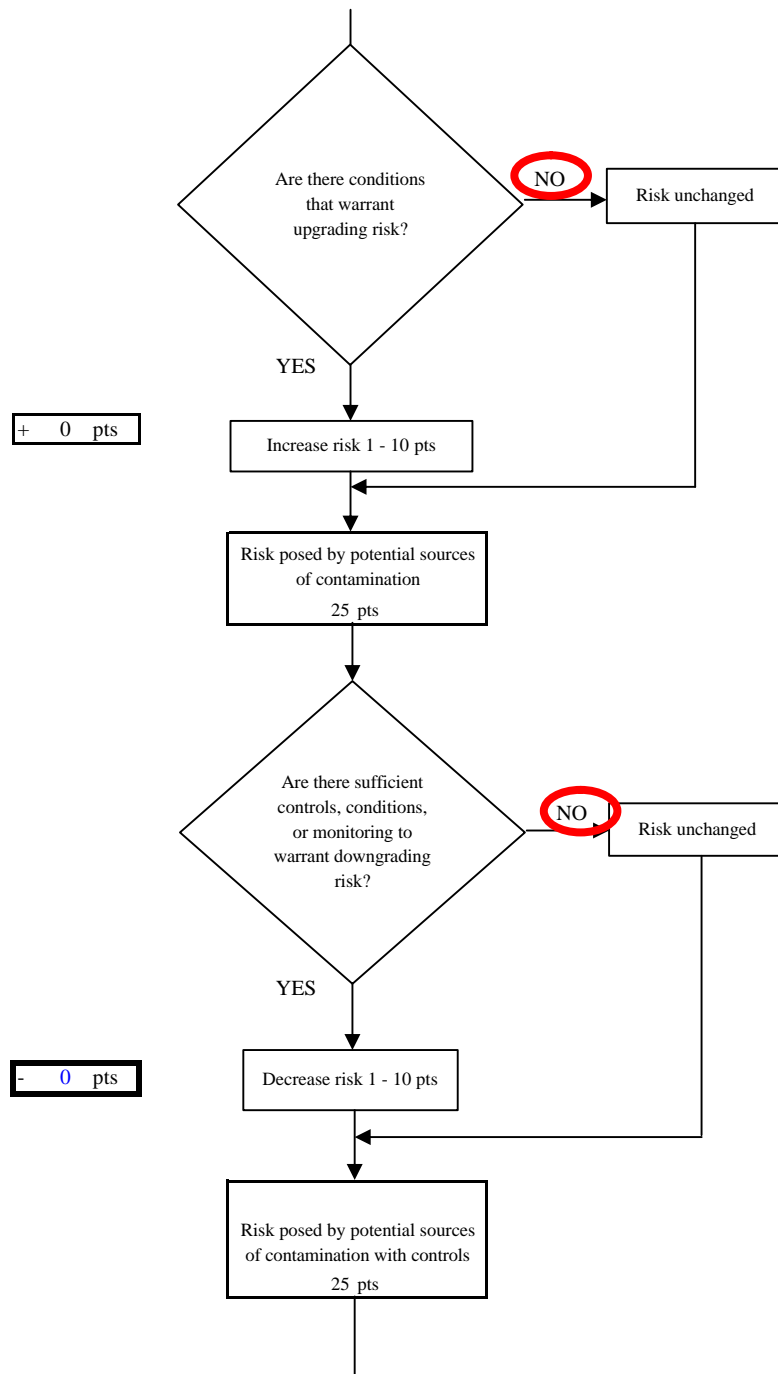 Are there conditions
that warrant
upgrading risk?
NO
Risk unchanged
YES
+ 0 pts
Increase risk 1 - 10 pts
Risk posed by potential sources
of contamination
25 pts
Are there sufficient
controls, conditions,
or monitoring to
warrant downgrading
risk?
NO
Risk unchanged
YES
- 0 pts
Decrease risk 1 - 10 pts
Risk posed by potential sources
of contamination with controls
25 pts